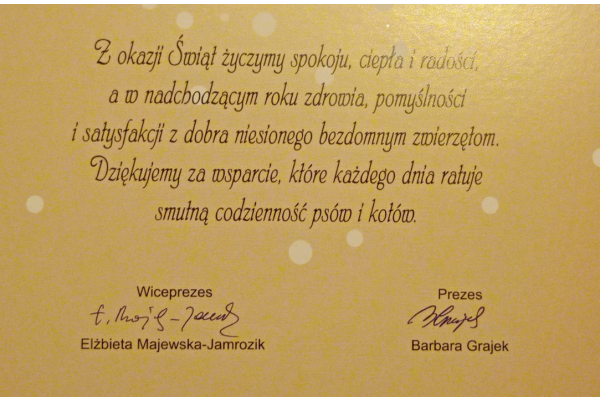 Z okazji Świąt życzymy spokoju, ciepła i radości,
a w nadchodzącym roku zdrowia, pomyślności
i satysfakcji z dobra niesionego bezdomnym zwierzętom.
Dziękujemy za wsparcie, które każdego dnia ratuje
smutną codzienność psów i kotów.
Wiceprezes
Prezes
Elżbieta Majewska-Jamrozik
Barbara Grajek